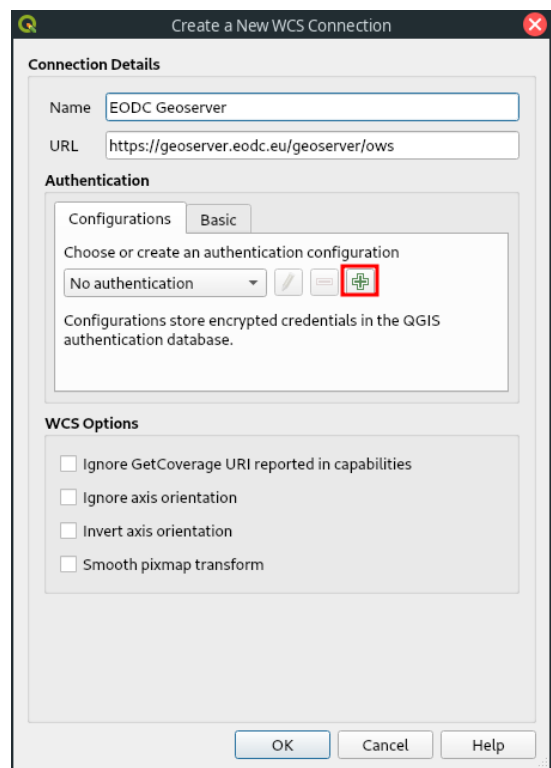 Create a New WCS Connection
Connection Details
Name EODC Geoserver
URL https://geoserver.eodc.eu/geoserver/ows
Authentication
Configurations Basic
Choose or create an authentication configuration
No authentication
Configurations store encrypted credentials in the QGIS
authentication database.
WCS Options
Ignore GetCoverage URI reported in capabilities
Ignore axis orientation
Invert axis orientation
Smooth pixmap transform
OK Cancel Help